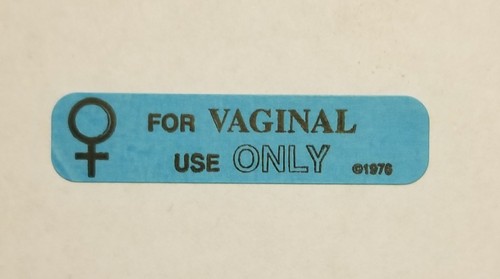 FOR VAGINAL
USE ONLY ©1976